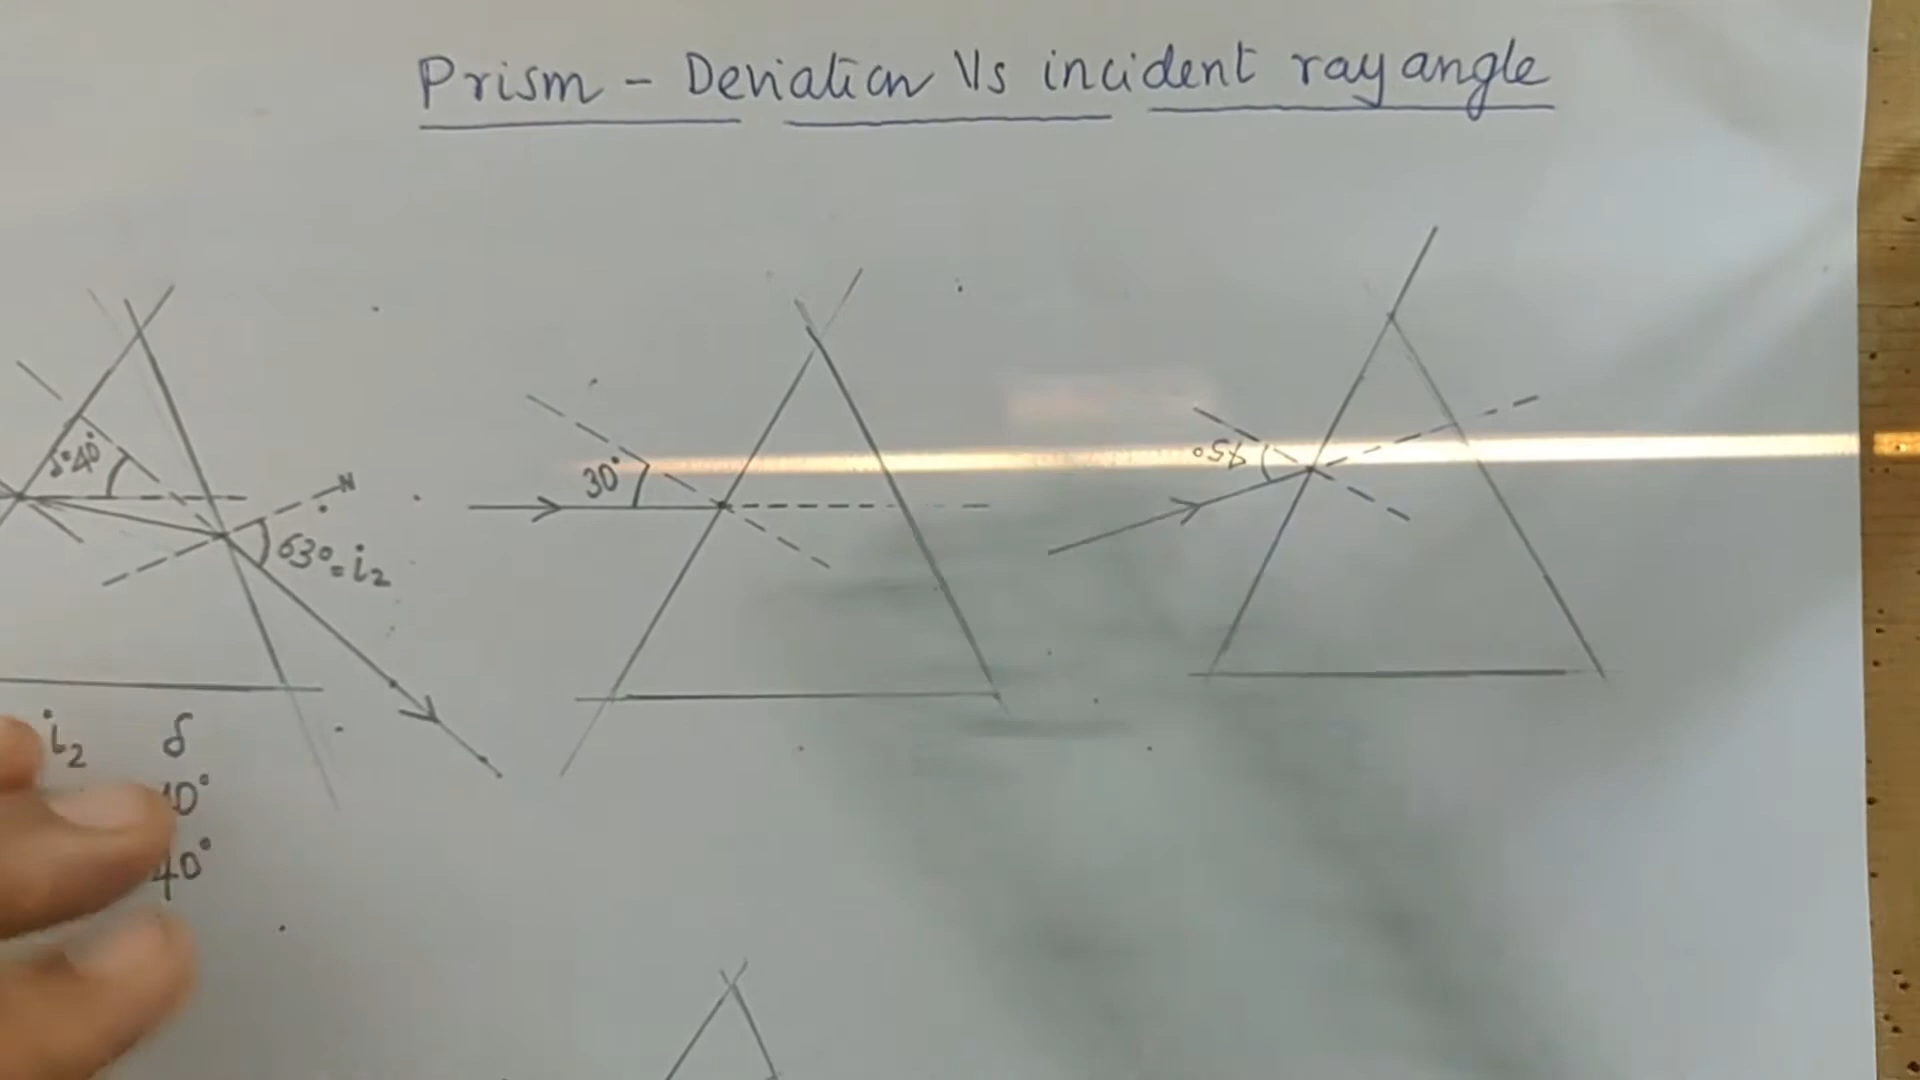 Prism - Deviation Vs incident ray angle
δ=40°
N
63°=i₂
30°
45°
i₂ δ
40°